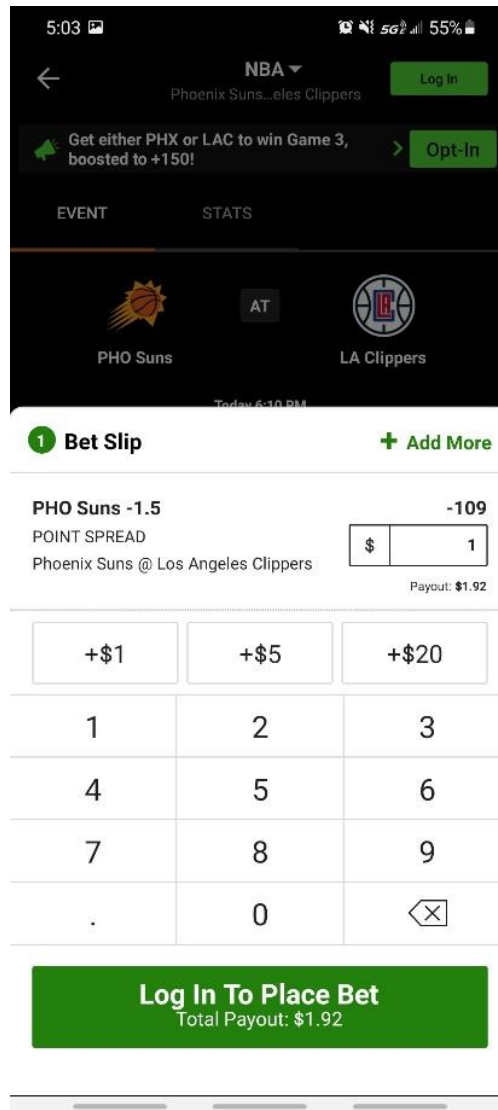 5:03 5G 55%
NBA
Log In
Phoenix Suns...eles Clippers
Get either PHX or LAC to win Game 3,
boosted to +150!
Opt-In
EVENT STATS
AT
PHO Suns LA Clippers
Today 6:10 PM
1 Bet Slip + Add More
PHO Suns -1.5 -109
POINT SPREAD
$ 1
Phoenix Suns @ Los Angeles Clippers
Payout: $1.92
+$1 +$5 +$20
1 2 3
4 5 6
7 8 9
. 0
Log In To Place Bet
Total Payout: $1.92